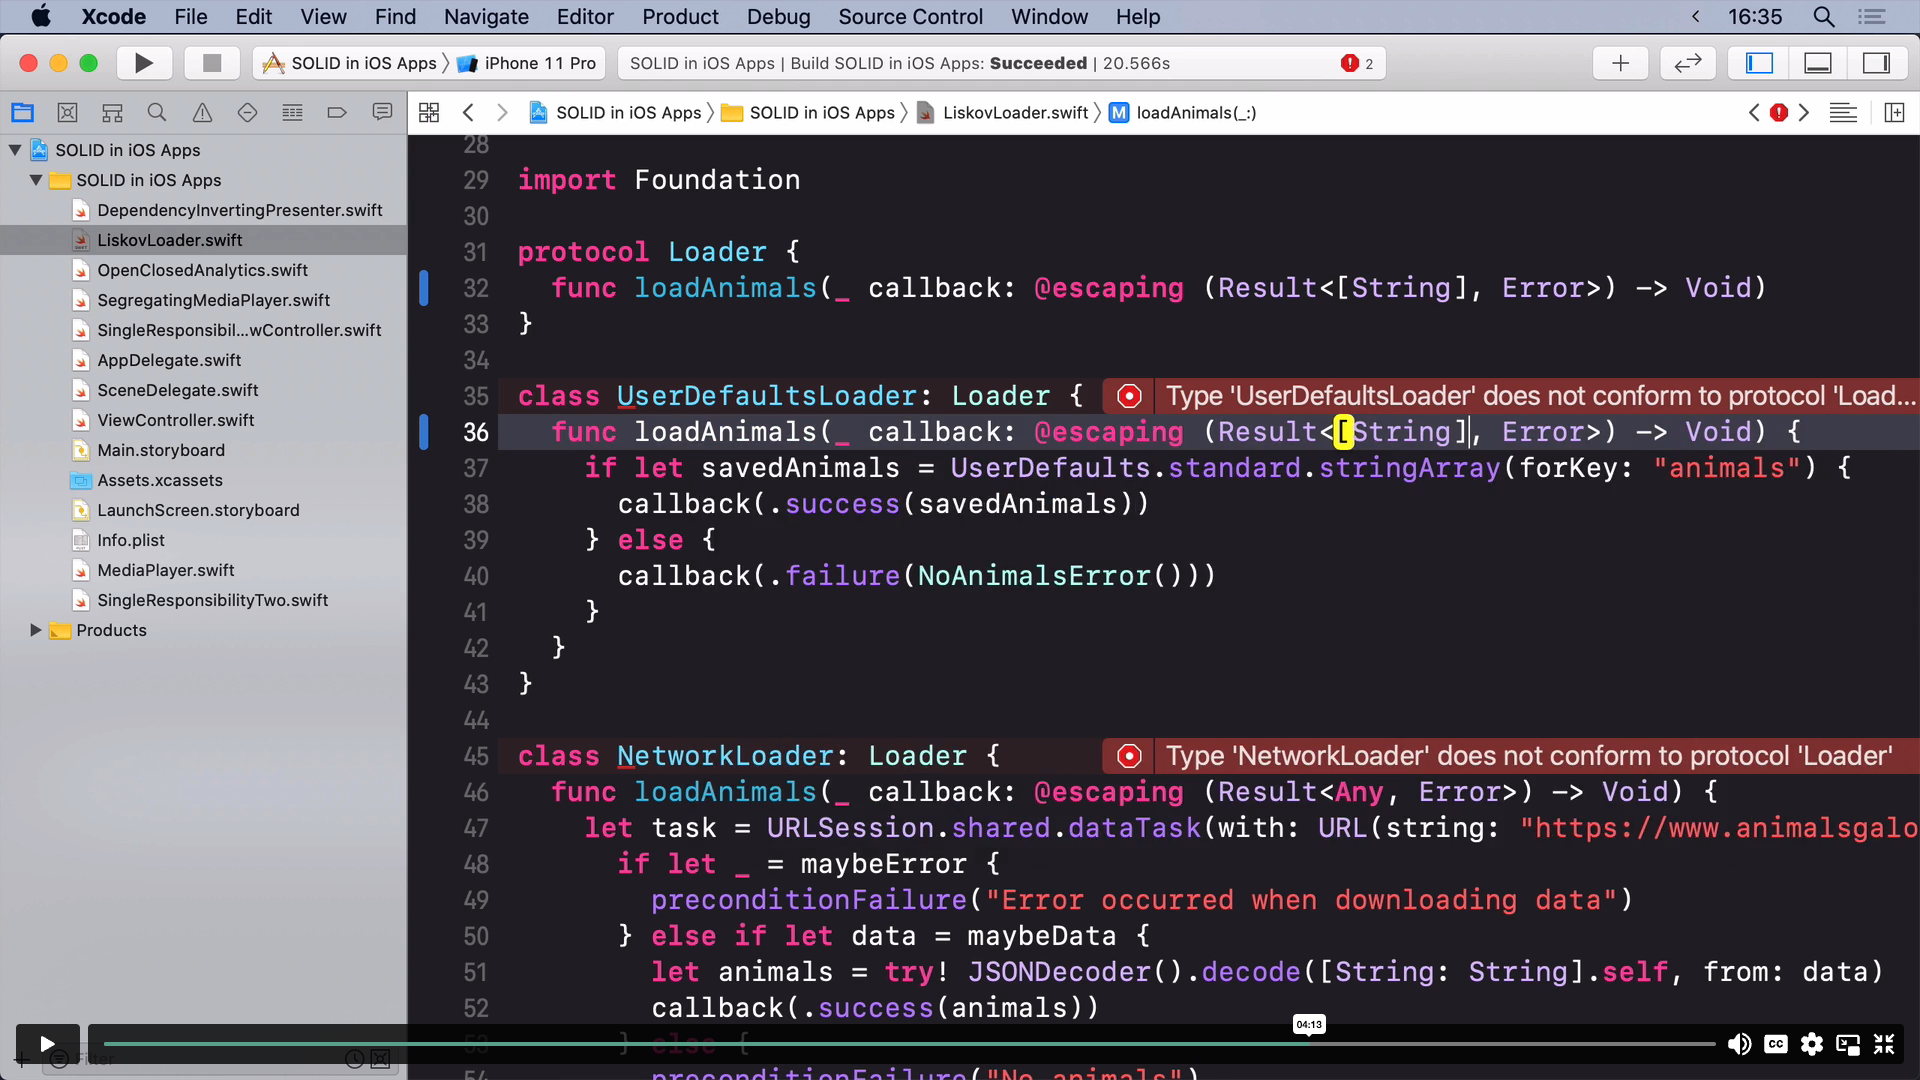 Xcode File Edit View Find Navigate Editor Product Debug Source Control Window Help 16:35
SOLID in iOS Apps iPhone 11 Pro SOLID in iOS Apps | Build SOLID in iOS Apps: Succeeded | 20.566s 2
SOLID in iOS Apps SOLID in iOS Apps LiskovLoader.swift M loadAnimals(_:)
SOLID in iOS Apps
SOLID in iOS Apps
DependencyInvertingPresenter.swift
LiskovLoader.swift
OpenClosedAnalytics.swift
SegregatingMediaPlayer.swift
SingleResponsibil...wController.swift
AppDelegate.swift
SceneDelegate.swift
ViewController.swift
Main.storyboard
Assets.xcassets
LaunchScreen.storyboard
Info.plist
MediaPlayer.swift
SingleResponsibilityTwo.swift
Products
Filter
28
29 import Foundation
30
31 protocol Loader {
32 func loadAnimals(_ callback: @escaping (Result<[String], Error>) -> Void)
33 }
34
35 class UserDefaultsLoader: Loader { Type 'UserDefaultsLoader' does not conform to protocol 'Load...
36 func loadAnimals(_ callback: @escaping (Result<[String], Error>) -> Void) {
37 if let savedAnimals = UserDefaults.standard.stringArray(forKey: "animals") {
38 callback(.success(savedAnimals))
39 } else {
40 callback(.failure(NoAnimalsError()))
41 }
42 }
43 }
44
45 class NetworkLoader: Loader { Type 'NetworkLoader' does not conform to protocol 'Loader'
46 func loadAnimals(_ callback: @escaping (Result<Any, Error>) -> Void) {
47 let task = URLSession.shared.dataTask(with: URL(string: "https://www.animalsgalo
48 if let _ = maybeError {
49 preconditionFailure("Error occurred when downloading data")
50 } else if let data = maybeData {
51 let animals = try! JSONDecoder().decode([String: String].self, from: data)
52 callback(.success(animals))
53 } else {
54 preconditionFailure("No animals")
04:13
CC